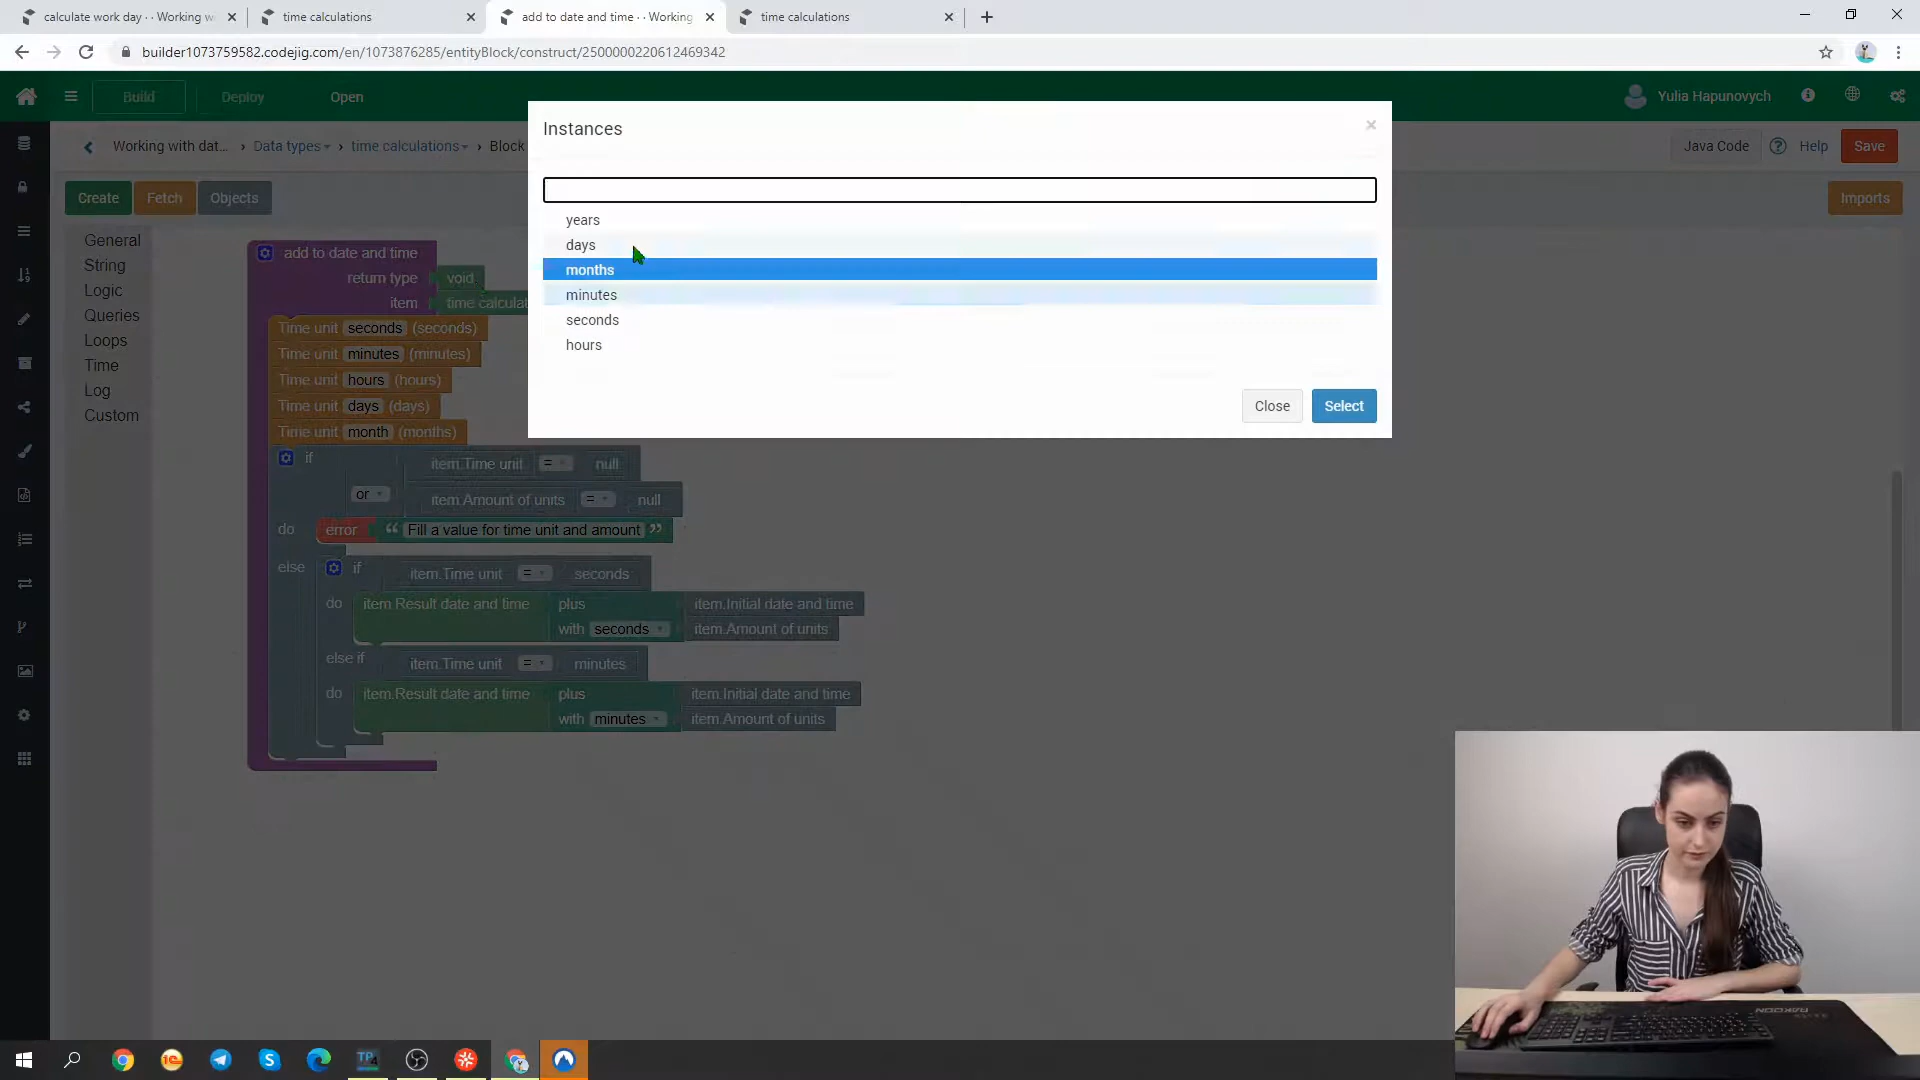 calculate work day · · Working w
time calculations
add to date and time · · Working
time calculations
builder1073759582.codejig.com/en/1073876285/entityBlock/construct/2500000220612469342
Build
Deploy
Open
Yulia Hapunovych
Working with dat...
Data types
time calculations
Block
Java Code
Help
Save
Create
Fetch
Objects
Imports
Instances
years
days
months
minutes
seconds
hours
Close
Select
General
String
Logic
Queries
Loops
Time
Log
Custom
add to date and time
return type void
item time calculat
Time unit seconds (seconds)
Time unit minutes (minutes)
Time unit hours (hours)
Time unit days (days)
Time unit month (months)
if item.Time unit = null
or
item.Amount of units = null
do error “ Fill a value for time unit and amount ”
else if item.Time unit = seconds
do item.Result date and time plus item.Initial date and time
with seconds item.Amount of units
else if item.Time unit = minutes
do item.Result date and time plus item.Initial date and time
with minutes item.Amount of units